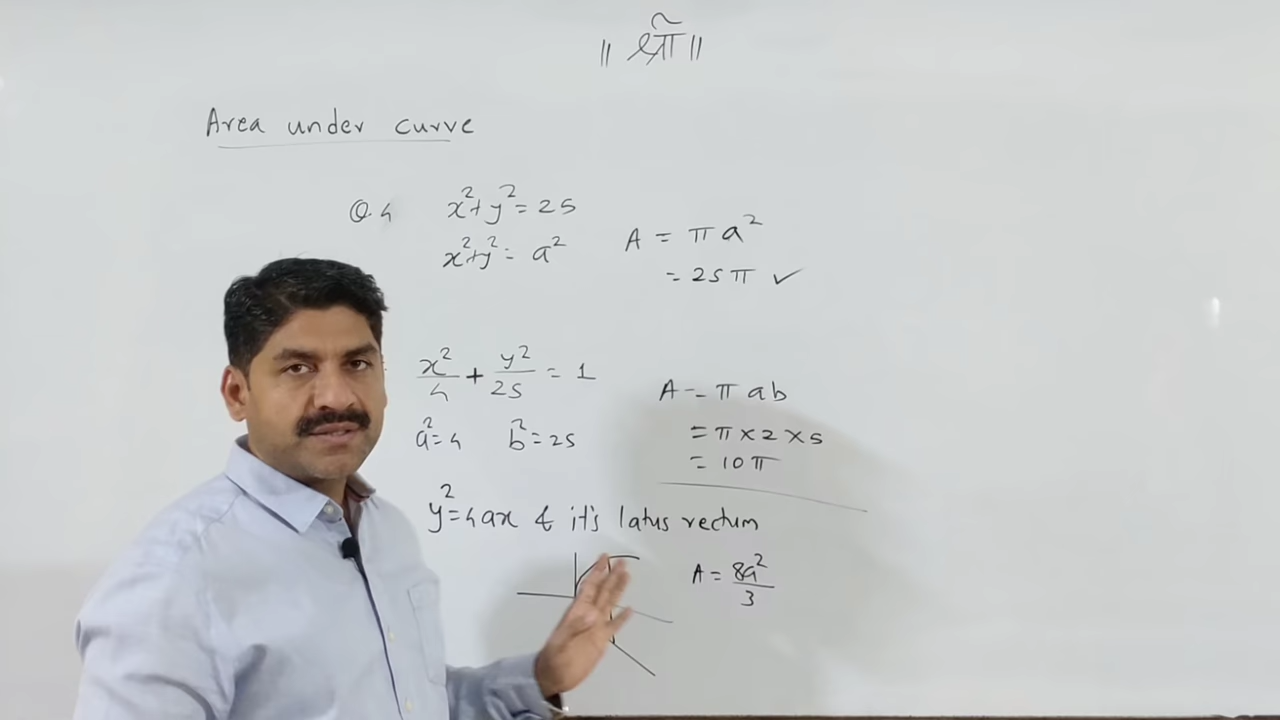 ॥ श्री ॥
Area under curve
Q.4 x²+y²=25
x²+y²= a² A = πa²
= 25π ✓
x²/4 + y²/25 = 1 A = π ab
a²=4 b²=25 = π×2×5
= 10π
y²=4ax & it's latus rectum
A = 8a²/3